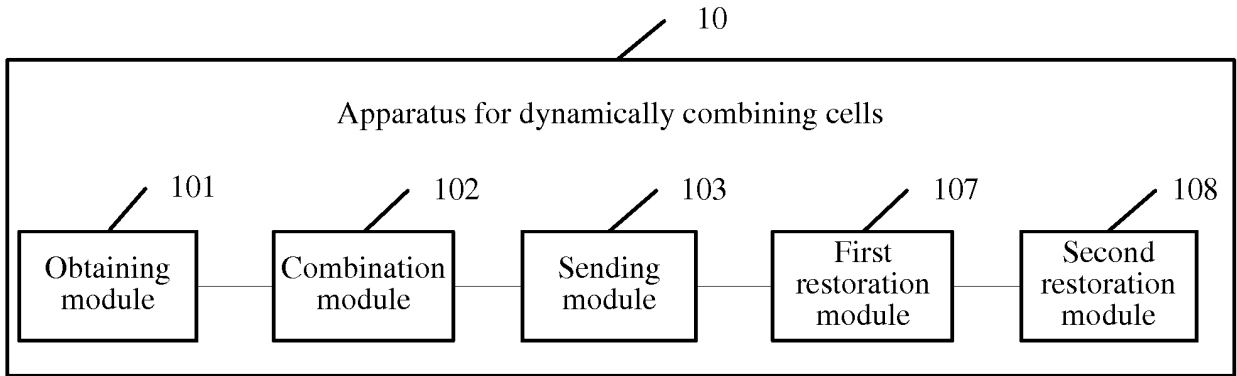 10
Apparatus for dynamically combining cells
101
102
103
107
108
Obtaining
module
Combination
module
Sending
module
First
restoration
module
Second
restoration
module